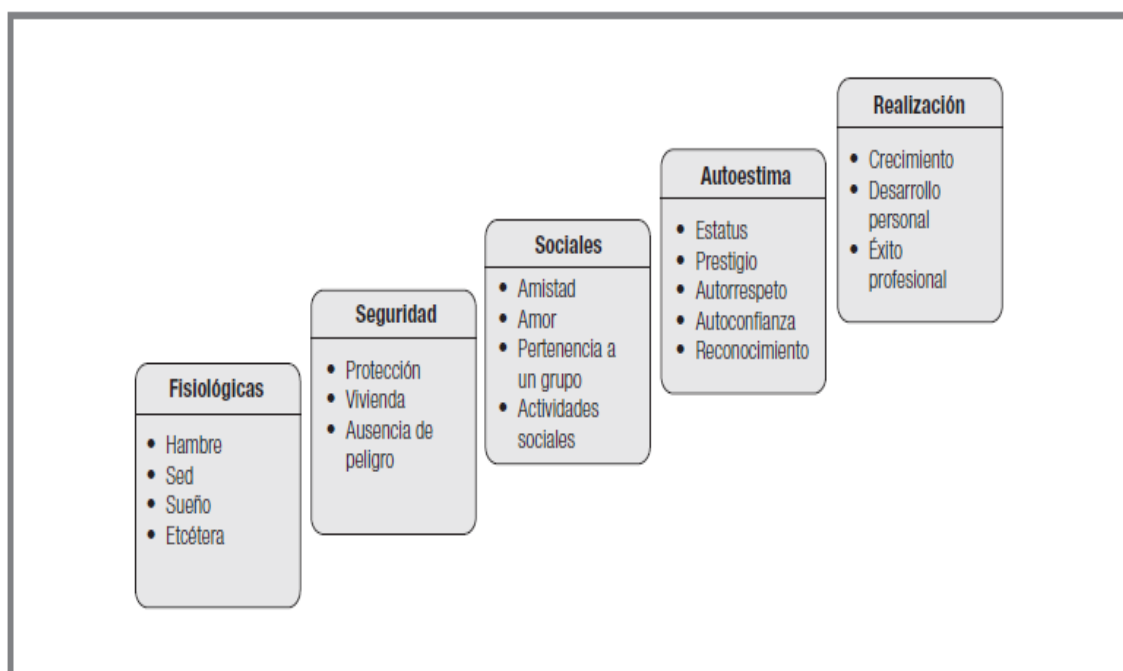 Fisiológicas
• Hambre
• Sed
• Sueño
• Etcétera
Seguridad
• Protección
• Vivienda
• Ausencia de
peligro
Sociales
• Amistad
• Amor
• Pertenencia a
un grupo
• Actividades
sociales
Autoestima
• Estatus
• Prestigio
• Autorrespeto
• Autoconfianza
• Reconocimiento
Realización
• Crecimiento
• Desarrollo
personal
• Éxito
profesional